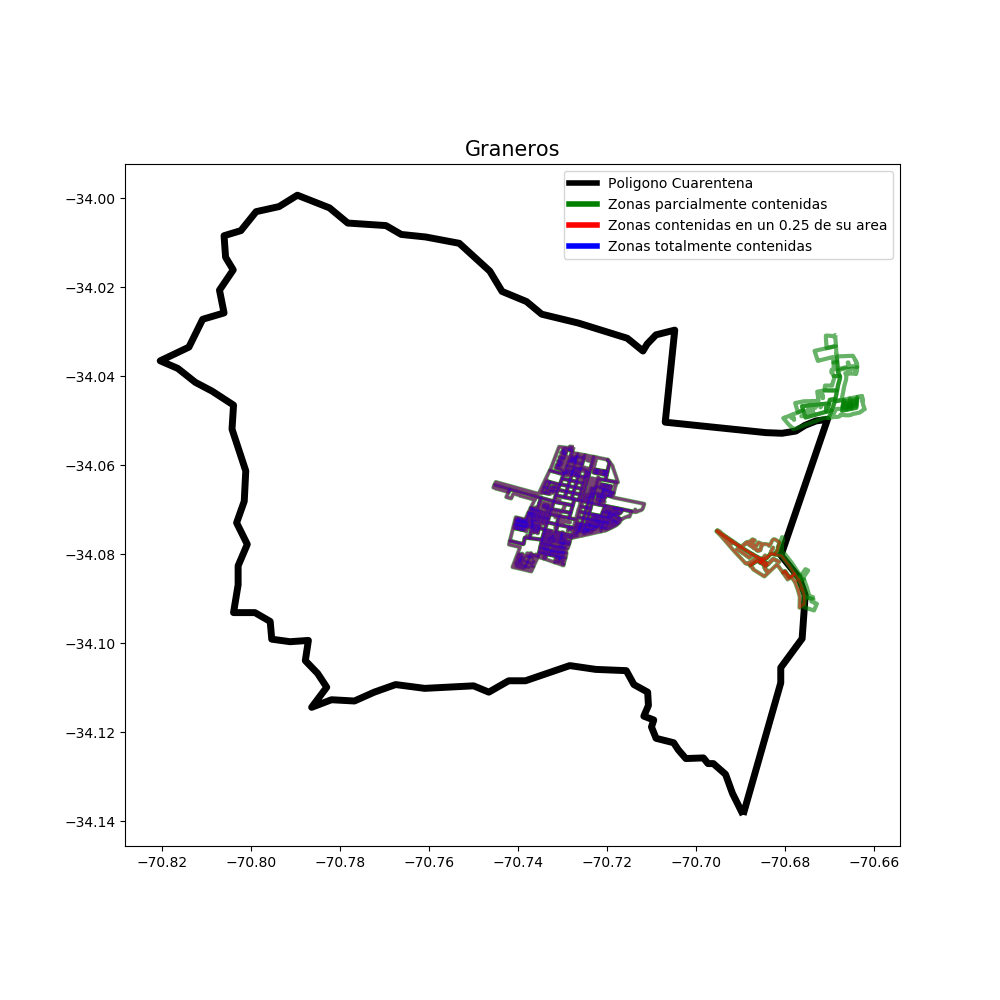 Graneros
Poligono Cuarentena
Zonas parcialmente contenidas
Zonas contenidas en un 0.25 de su area
Zonas totalmente contenidas
−34.00
−34.02
−34.04
−34.06
−34.08
−34.10
−34.12
−34.14
−70.82 −70.80 −70.78 −70.76 −70.74 −70.72 −70.70 −70.68 −70.66